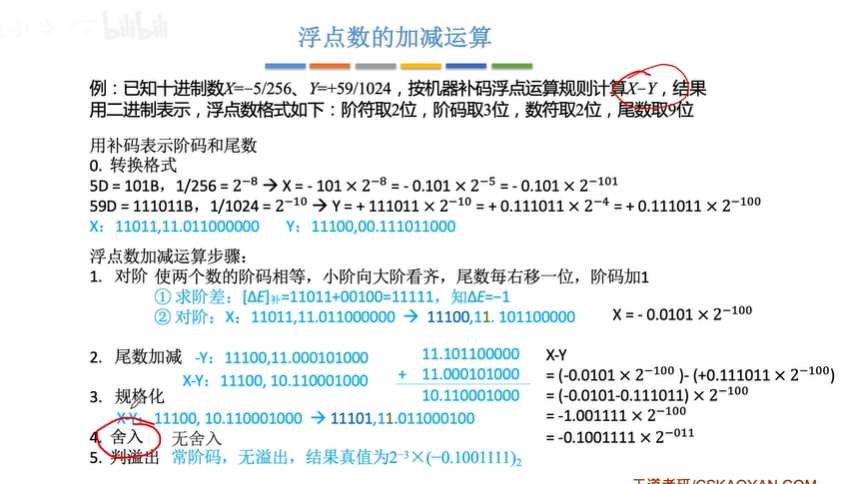 bilibili
浮点数的加减运算
例：已知十进制数X=−5/256、Y=+59/1024，按机器补码浮点运算规则计算X−Y，结果
用二进制表示，浮点数格式如下：阶符取2位，阶码取3位，数符取2位，尾数取9位
用补码表示阶码和尾数
0. 转换格式
5D = 101B，1/256 = 2⁻⁸ → X = - 101 × 2⁻⁸ = - 0.101 × 2⁻⁵ = - 0.101 × 2⁻¹⁰¹
59D = 111011B，1/1024 = 2⁻¹⁰ → Y = + 111011 × 2⁻¹⁰ = + 0.111011 × 2⁻⁴ = + 0.111011 × 2⁻¹⁰⁰
X：11011,11.011000000 Y：11100,00.111011000
浮点数加减运算步骤：
1. 对阶 使两个数的阶码相等，小阶向大阶看齐，尾数每右移一位，阶码加1
① 求阶差：[ΔE]补=11011+00100=11111，知ΔE=−1
② 对阶：X：11011,11.011000000 → 11100,11. 101100000 X = - 0.0101 × 2⁻¹⁰⁰
2. 尾数加减 -Y：11100,11.000101000 11.101100000 X-Y
X-Y：11100, 10.110001000 + 11.000101000 = (-0.0101 × 2⁻¹⁰⁰ )- (+0.111011 × 2⁻¹⁰⁰)
3. 规格化 10.110001000 = (-0.0101-0.111011) × 2⁻¹⁰⁰
X-Y：11100, 10.110001000 → 11101,11.011000100 = -1.001111 × 2⁻¹⁰⁰
4. 舍入 无舍入 = -0.1001111 × 2⁻⁰¹¹
5. 判溢出 常阶码，无溢出，结果真值为2⁻³×(−0.1001111)₂
王道考研/CSKAOYAN.COM